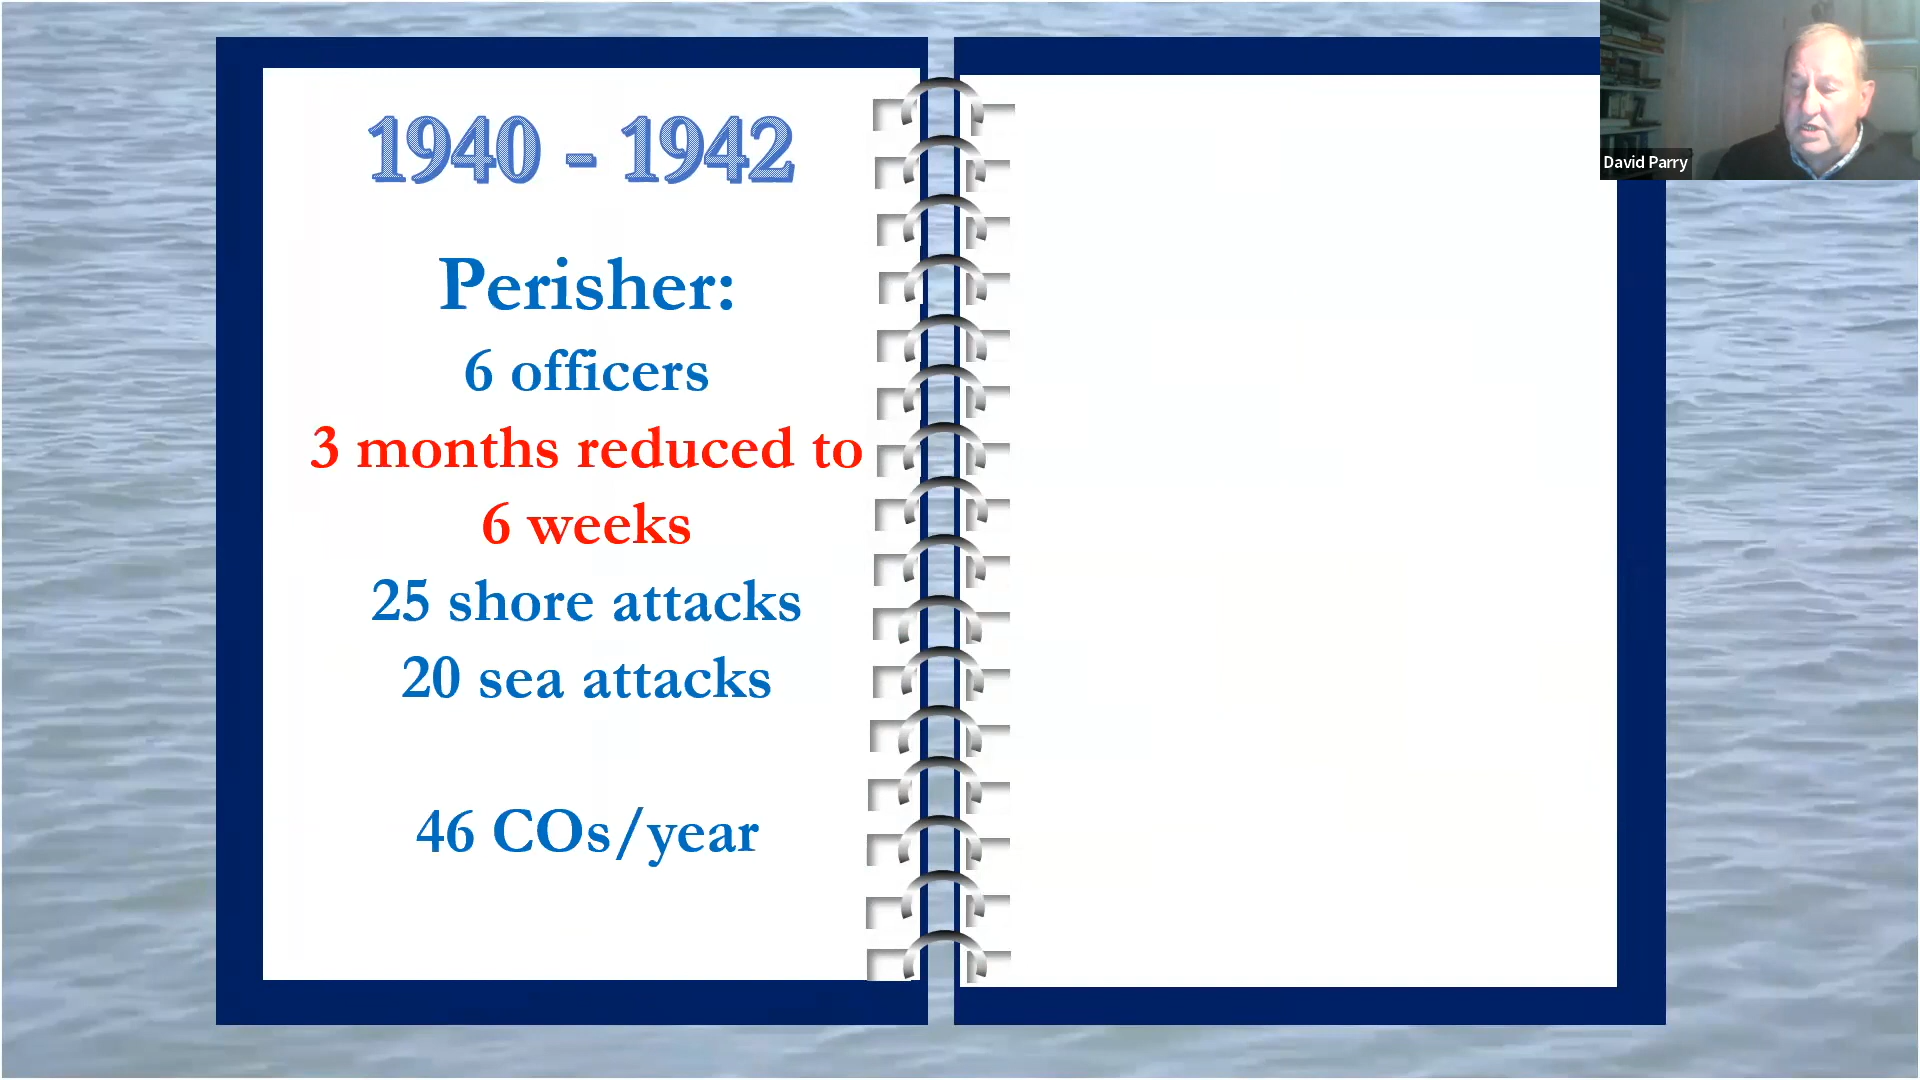 1940 - 1942
Perisher:
6 officers
3 months reduced to
6 weeks
25 shore attacks
20 sea attacks
46 COs/year
David Parry